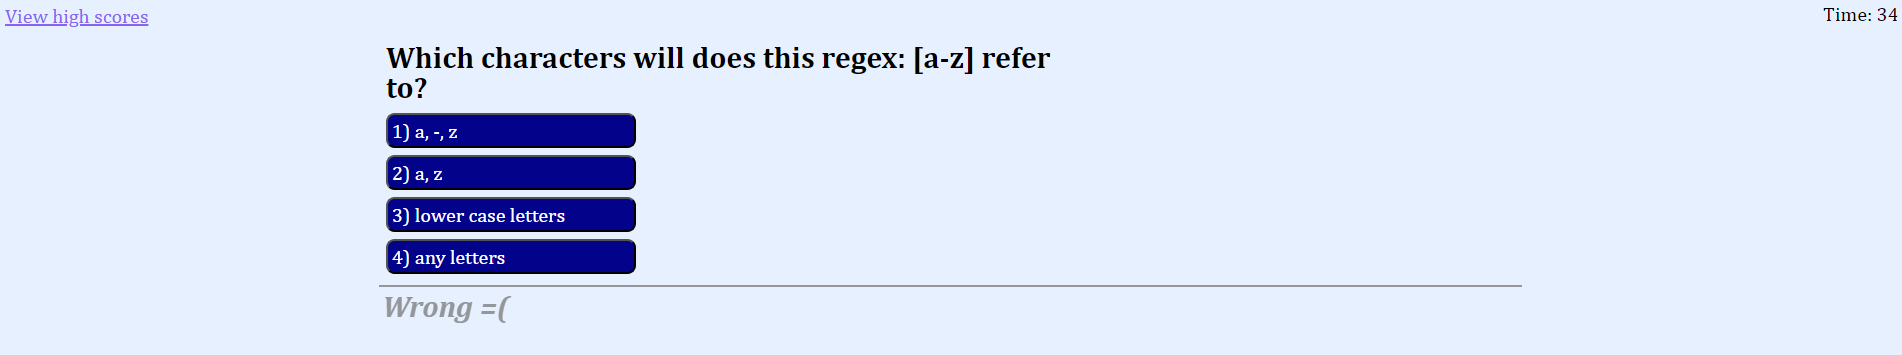 View high scores
Time: 34
Which characters will does this regex: [a-z] refer
to?
1) a, -, z
2) a, z
3) lower case letters
4) any letters
Wrong =(